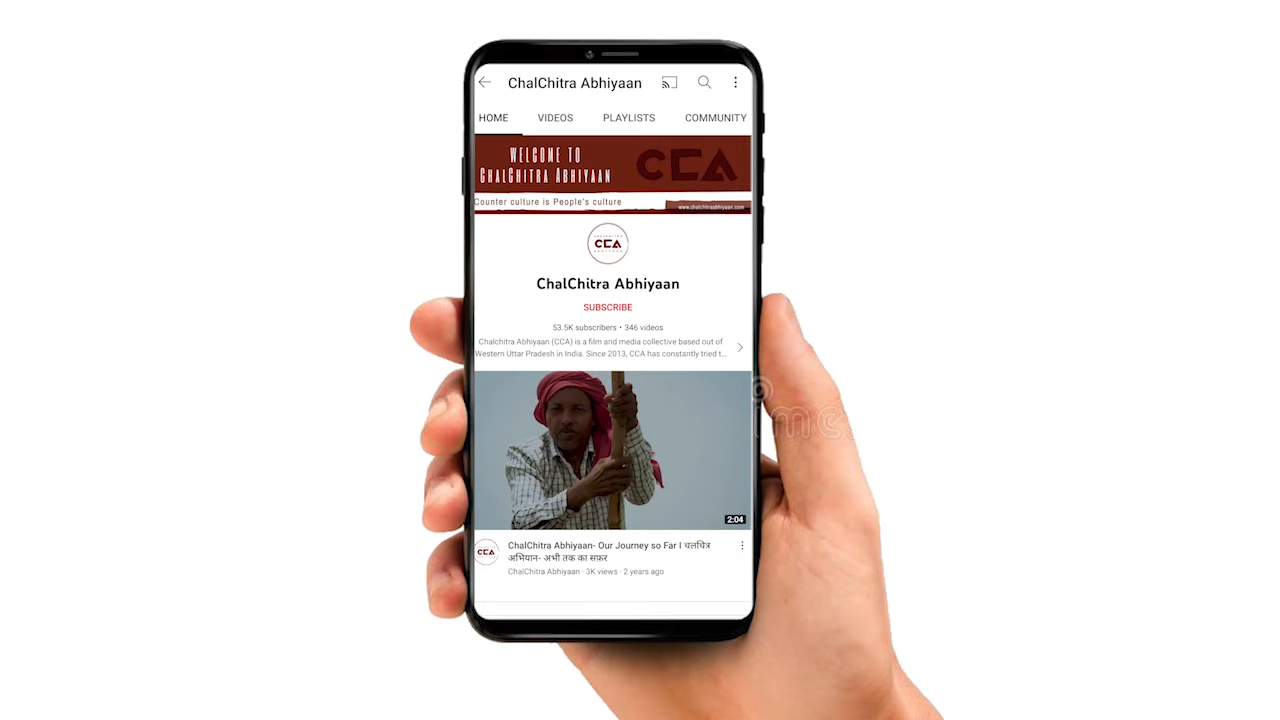 ChalChitra Abhiyaan
HOME VIDEOS PLAYLISTS COMMUNITY
WELCOME TO
CHALCHITRA ABHIYAAN
CCA
Counter culture is People's culture
www.chalchitraabhiyaan.com
CCA
ChalChitra Abhiyaan
SUBSCRIBE
53.5K subscribers • 346 videos
Chalchitra Abhiyaan (CCA) is a film and media collective based out of
Western Uttar Pradesh in India. Since 2013, CCA has constantly tried t...
2:04
CCA
ChalChitra Abhiyaan- Our Journey so Far I चलचित्र
अभियान- अभी तक का सफ़र
ChalChitra Abhiyaan · 3K views · 2 years ago